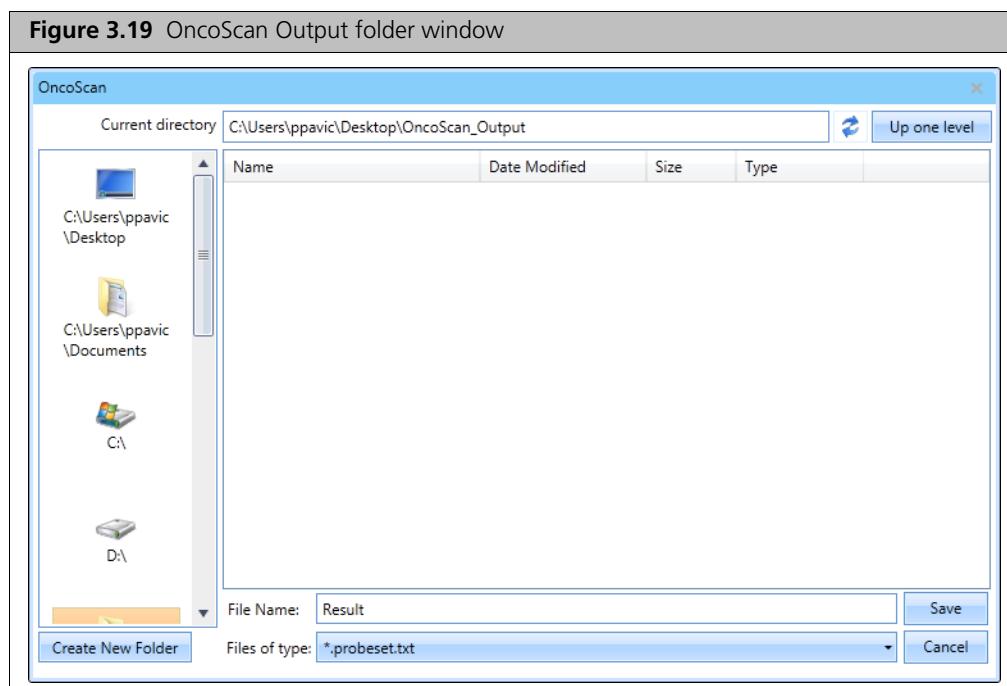 Figure 3.19 OncoScan Output folder window
OncoScan
Current directory C:\Users\ppavic\Desktop\OncoScan_Output Up one level
Name Date Modified Size Type
C:\Users\ppavic
\Desktop
C:\Users\ppavic
\Documents
C:\
D:\
File Name: Result Save
Create New Folder Files of type: *.probeset.txt Cancel